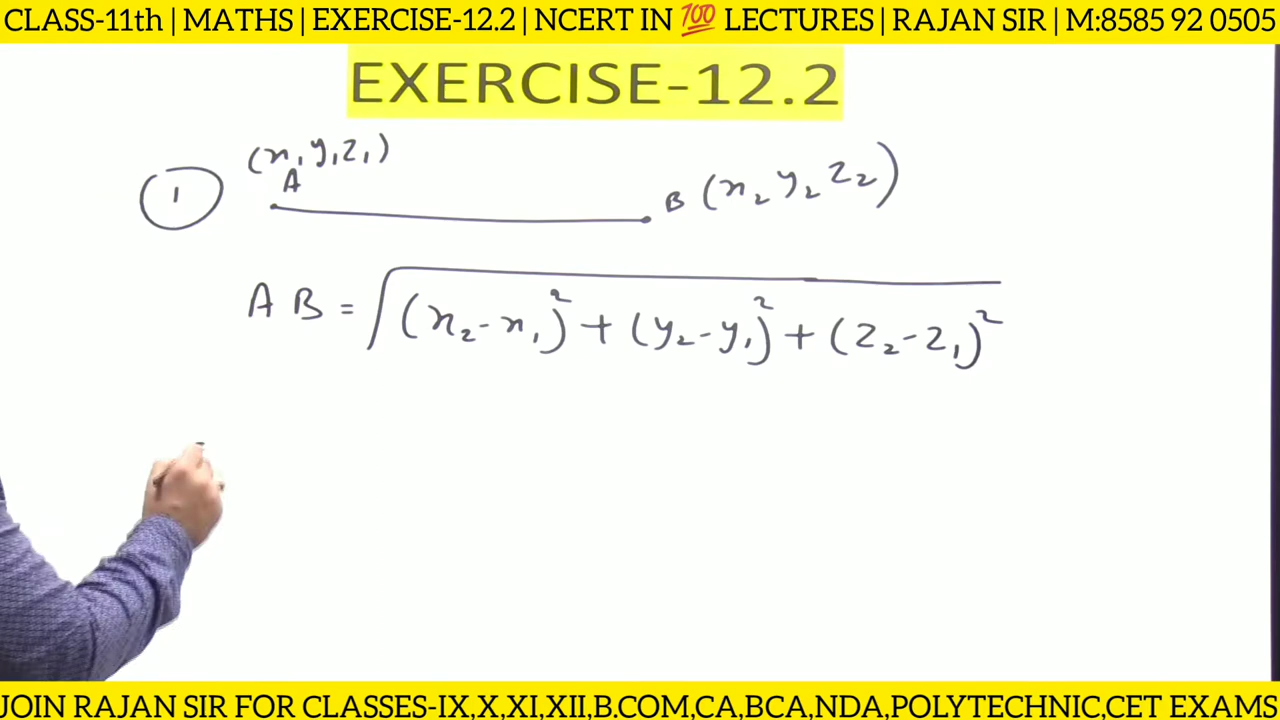 CLASS-11th | MATHS | EXERCISE-12.2 | NCERT IN 💯 LECTURES | RAJAN SIR | M:8585 92 0505
EXERCISE-12.2
① (x₁ y₁ z₁) A B (x₂ y₂ z₂)
AB = √((x₂-x₁)² + (y₂-y₁)² + (z₂-z₁)²)
JOIN RAJAN SIR FOR CLASSES-IX,X,XI,XII,B.COM,CA,BCA,NDA,POLYTECHNIC,CET EXAMS